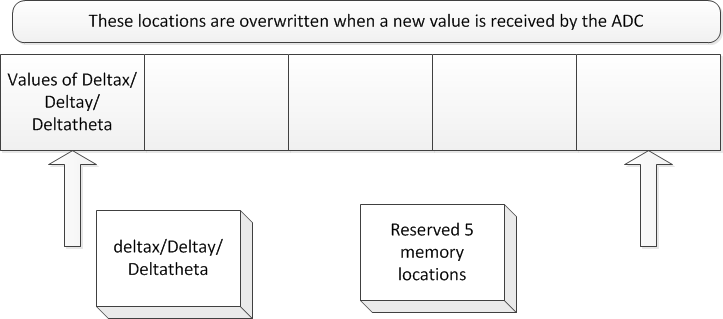 These locations are overwritten when a new value is received by the ADC
Values of Deltax/
Deltay/
Deltatheta
deltax/Deltay/
Deltatheta
Reserved 5
memory
locations